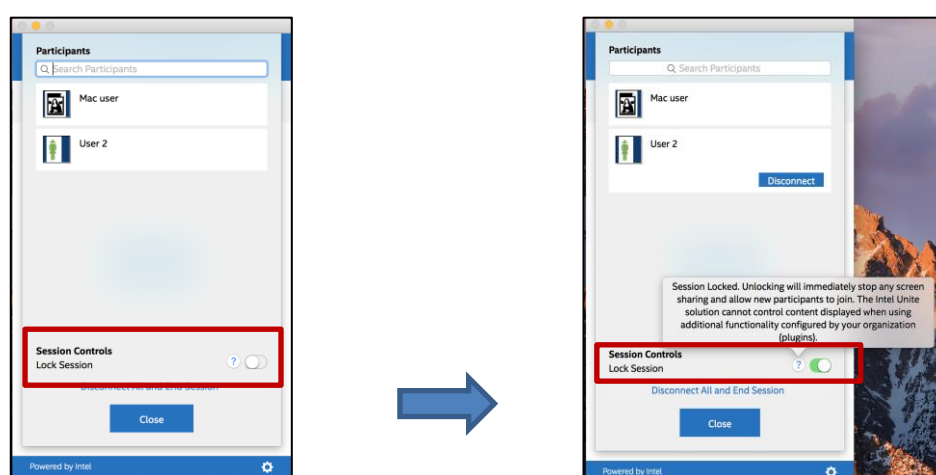 Participants
Search Participants
Mac user
User 2
Session Controls
Lock Session
?
Disconnect All and End Session
Close
Powered by Intel
Participants
Search Participants
Mac user
User 2
Disconnect
Session Locked. Unlocking will immediately stop any screen
sharing and allow new participants to join. The Intel Unite
solution cannot control content displayed when using
additional functionality configured by your organization
(plugins).
Session Controls
Lock Session
?
Disconnect All and End Session
Close
Powered by Intel